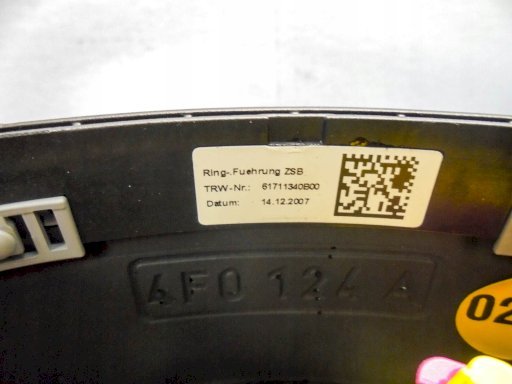 Ring-.Fuehrung ZSB
TRW-Nr.: 61711340B00
Datum: 14.12.2007
4F0 124 A
02